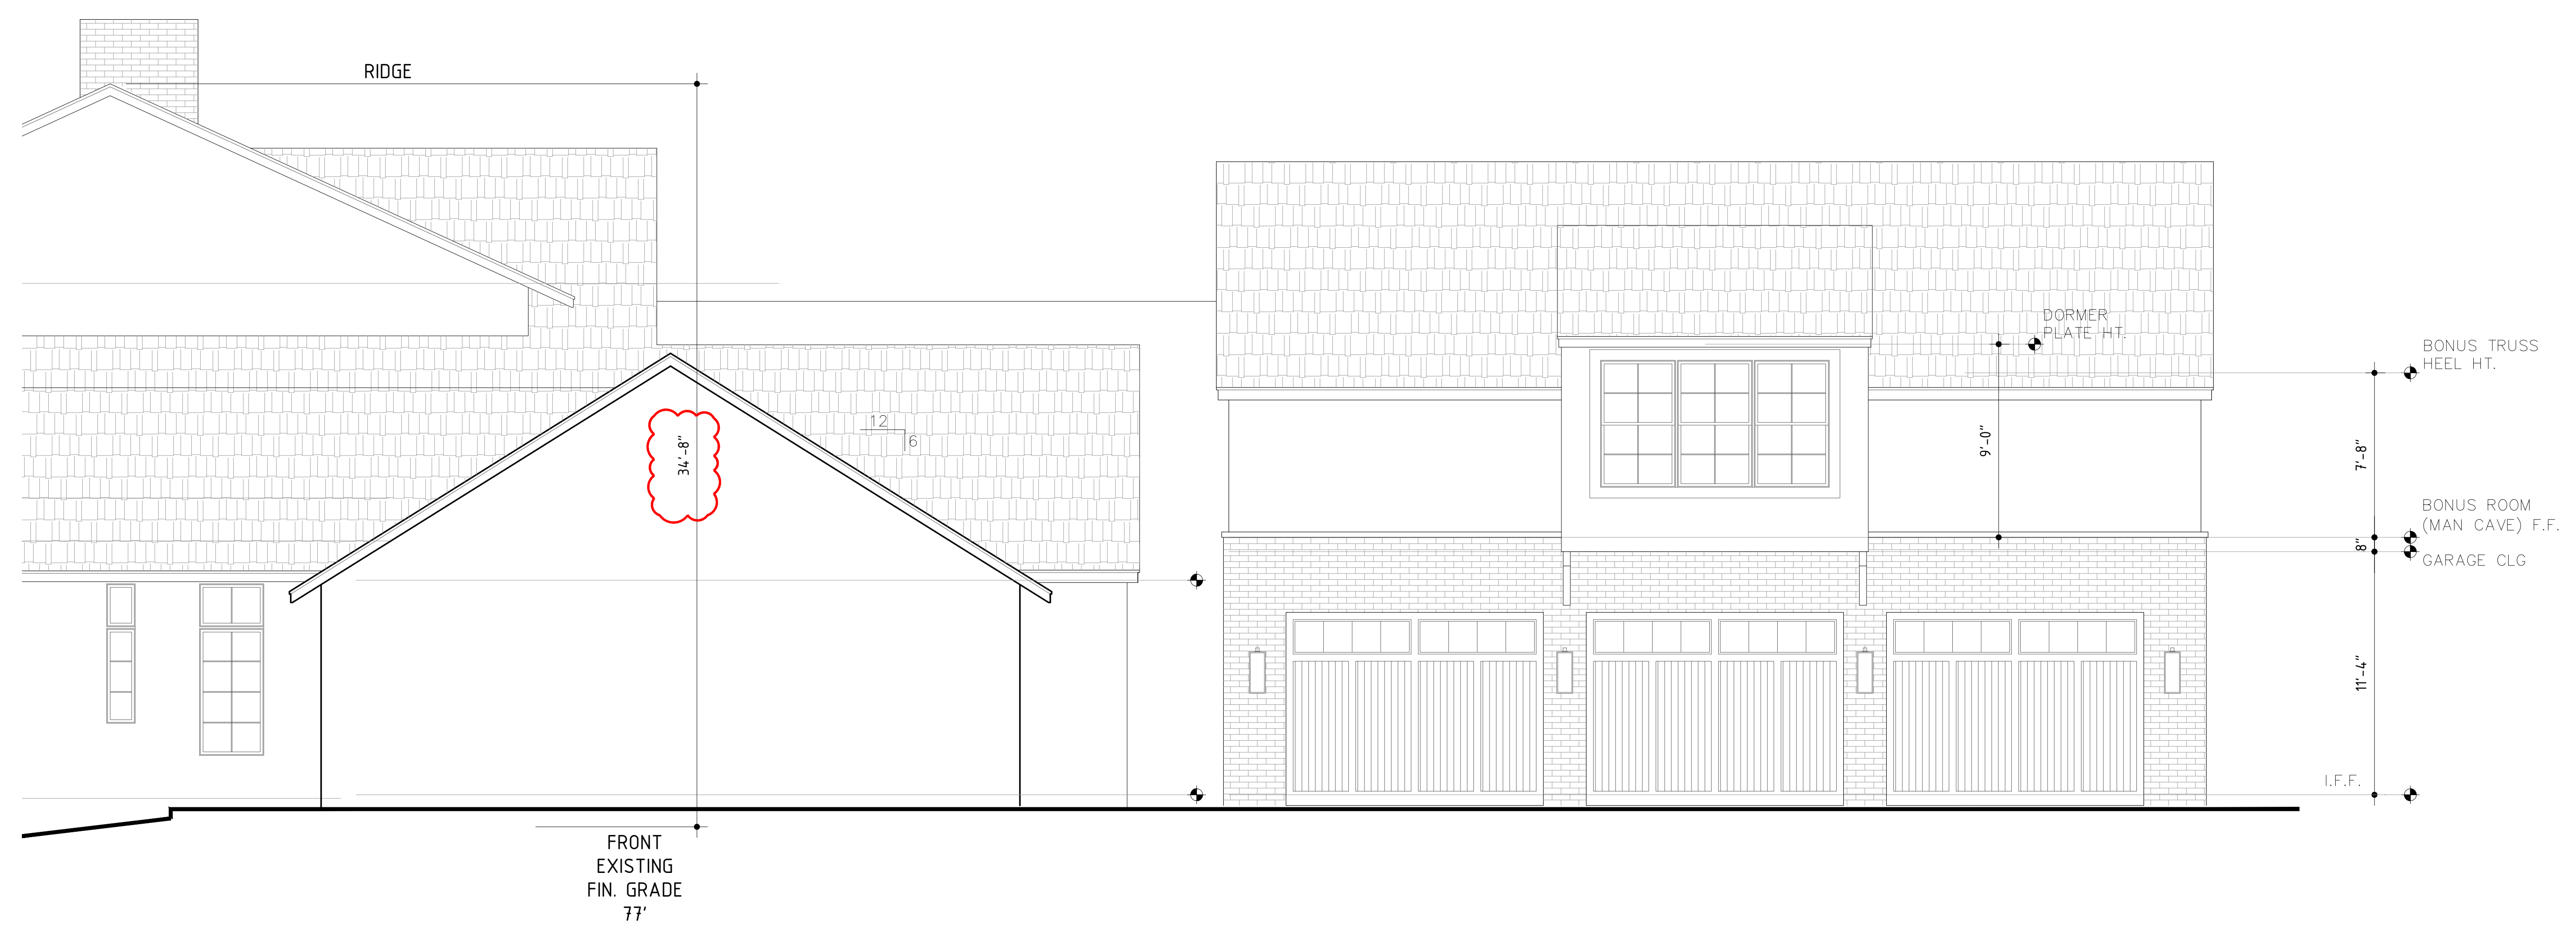 RIDGE
34'-8"
12
6
FRONT
EXISTING
FIN. GRADE
77'
9'-0"
DORMER
PLATE HT.
BONUS TRUSS
HEEL HT.
7'-8"
BONUS ROOM
(MAN CAVE) F.F.
8"
GARAGE CLG
11'-4"
I.F.F.